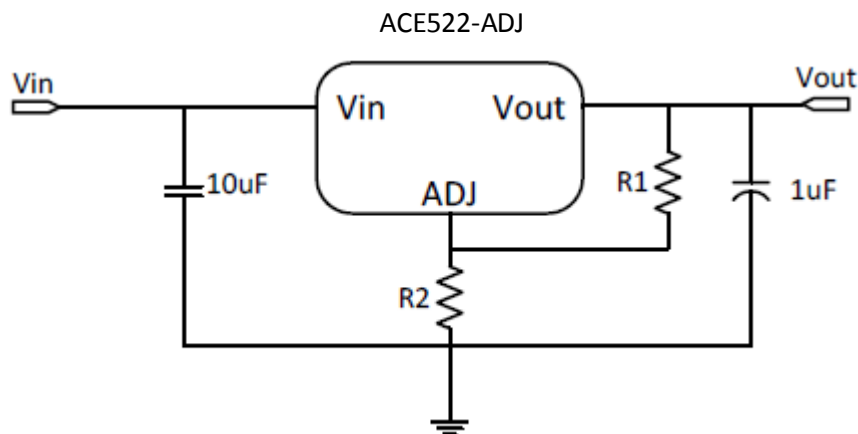 ACE522-ADJ
Vin
Vout
Vin
Vout
10uF
ADJ
R1
1uF
R2